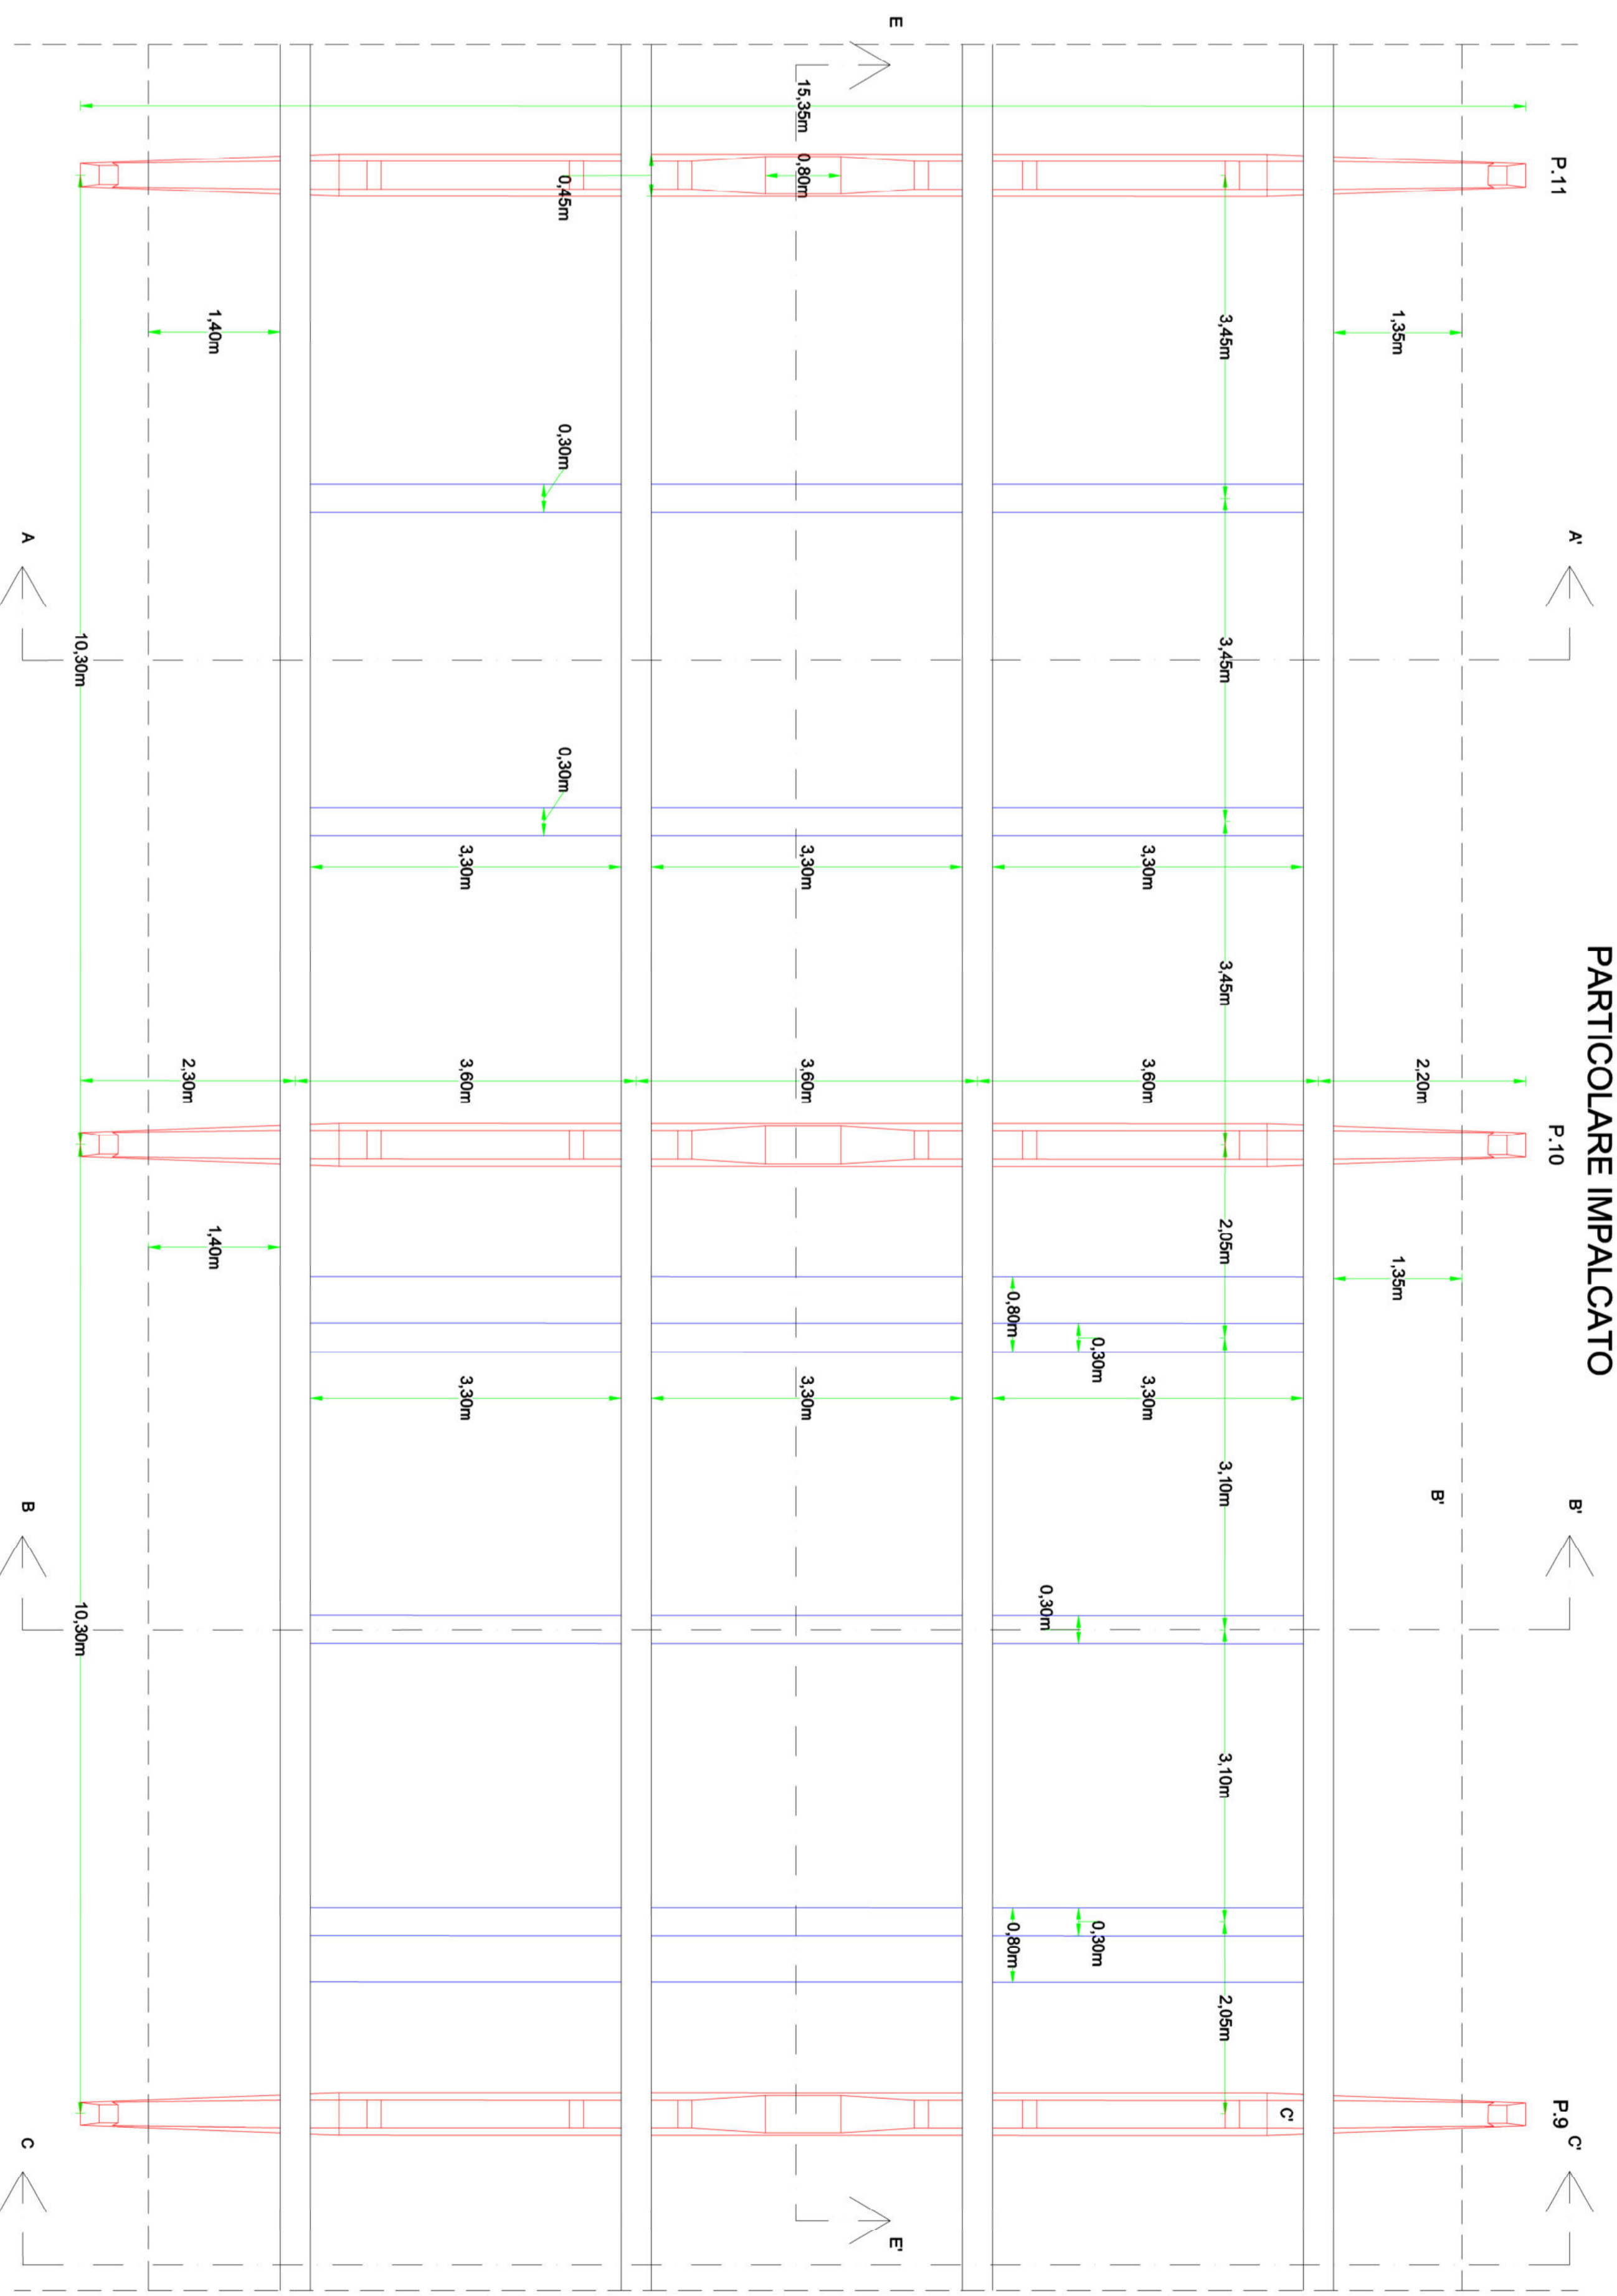 PARTICOLARE IMPALCATO
P.9
P.10
P.11
C'
B'
A'
2,20m
1,35m
1,35m
B'
C'
2,05m
3,10m
3,10m
2,05m
3,45m
3,45m
3,45m
3,60m
3,30m
3,30m
0,30m
0,80m
0,30m
0,30m
0,80m
E'
E
3,60m
3,30m
3,30m
0,80m
15,35m
0,30m
0,30m
0,45m
3,60m
3,30m
3,30m
1,40m
1,40m
2,30m
10,30m
10,30m
C
B
A